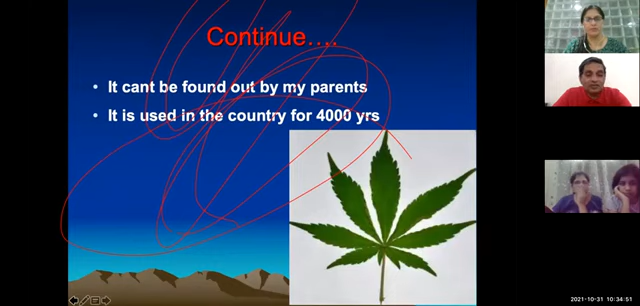 Continue....
• It cant be found out by my parents
• It is used in the country for 4000 yrs
2021-10-31 10:34:51